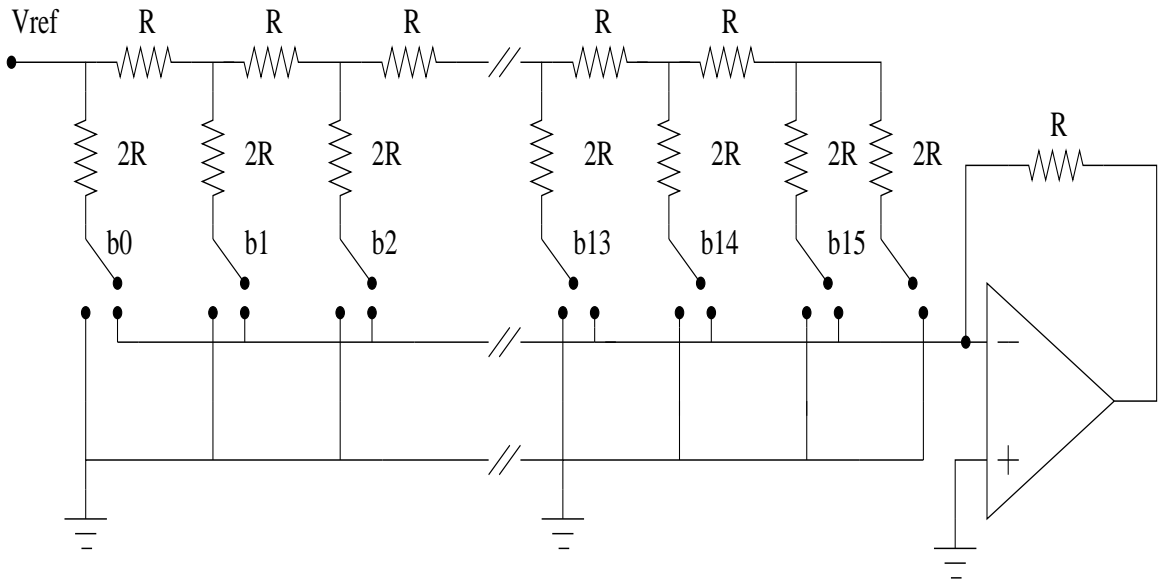 Vref R R R R R
2R 2R 2R 2R 2R 2R 2R R
b0 b1 b2 b13 b14 b15
− +